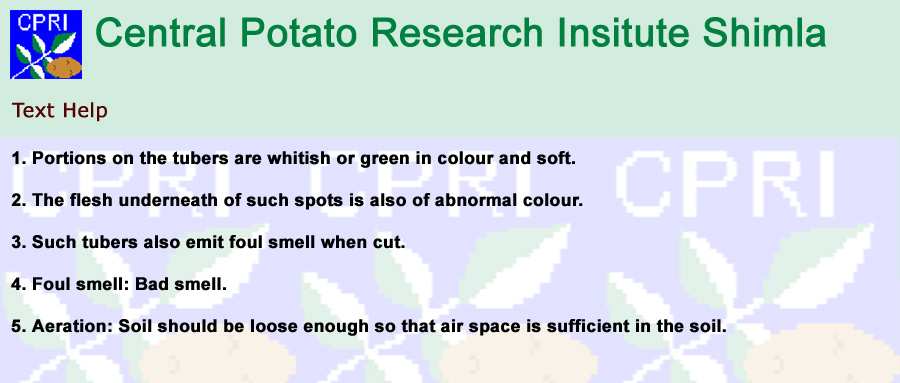 CPRI
Central Potato Research Insitute Shimla
Text Help
1. Portions on the tubers are whitish or green in colour and soft.
2. The flesh underneath of such spots is also of abnormal colour.
3. Such tubers also emit foul smell when cut.
4. Foul smell: Bad smell.
5. Aeration: Soil should be loose enough so that air space is sufficient in the soil.
CPRI CPRI CPRI